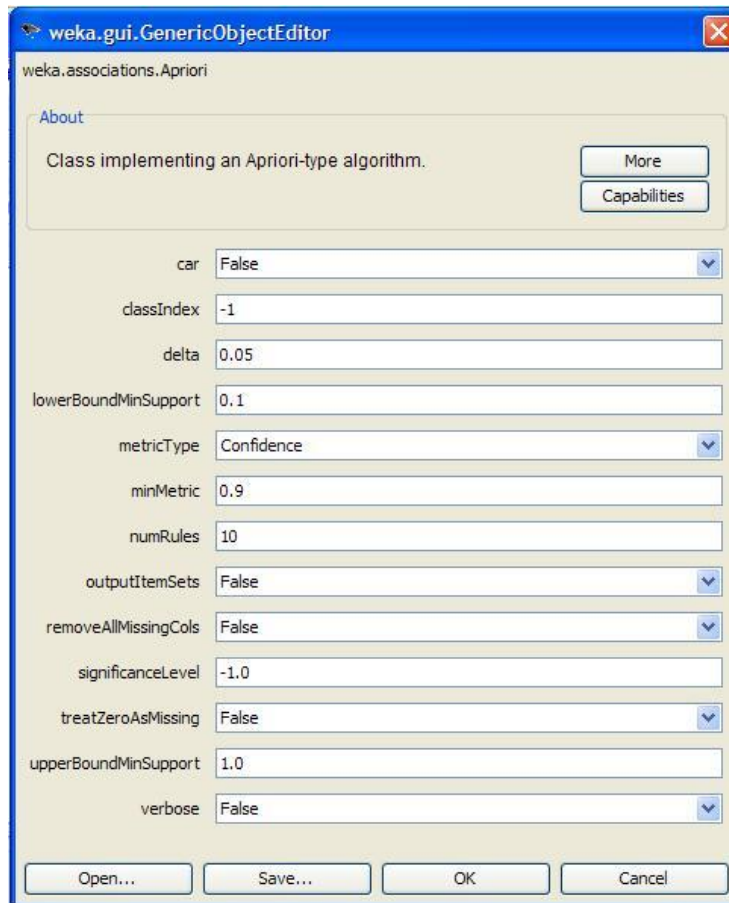 weka.gui.GenericObjectEditor
weka.associations.Apriori
About
Class implementing an Apriori-type algorithm.
More
Capabilities
car False
classIndex -1
delta 0.05
lowerBoundMinSupport 0.1
metricType Confidence
minMetric 0.9
numRules 10
outputItemSets False
removeAllMissingCols False
significanceLevel -1.0
treatZeroAsMissing False
upperBoundMinSupport 1.0
verbose False
Open... Save... OK Cancel